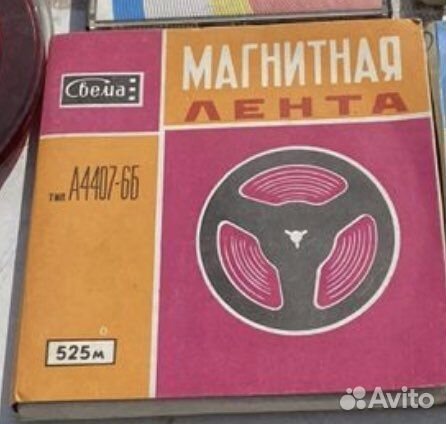 Свема
МАГНИТНАЯ
ЛЕНТА
тип А4407-6Б
525м
Avito